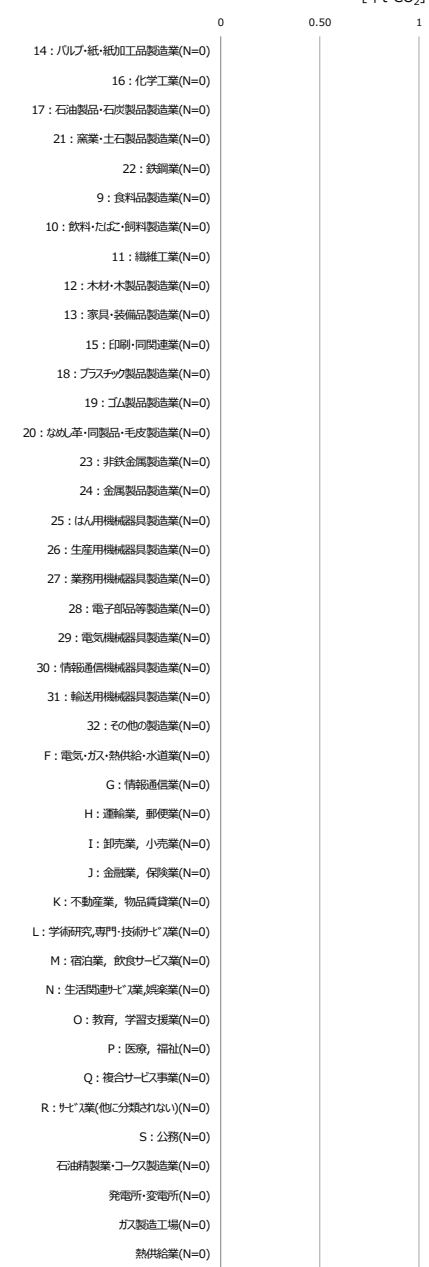 0 0.50 1
14：パルプ・紙・紙加工品製造業(N=0)
16：化学工業(N=0)
17：石油製品・石炭製品製造業(N=0)
21：窯業・土石製品製造業(N=0)
22：鉄鋼業(N=0)
9：食料品製造業(N=0)
10：飲料・たばこ・飼料製造業(N=0)
11：繊維工業(N=0)
12：木材・木製品製造業(N=0)
13：家具・装備品製造業(N=0)
15：印刷・同関連業(N=0)
18：プラスチック製品製造業(N=0)
19：ゴム製品製造業(N=0)
20：なめし革・同製品・毛皮製造業(N=0)
23：非鉄金属製造業(N=0)
24：金属製品製造業(N=0)
25：はん用機械器具製造業(N=0)
26：生産用機械器具製造業(N=0)
27：業務用機械器具製造業(N=0)
28：電子部品等製造業(N=0)
29：電気機械器具製造業(N=0)
30：情報通信機械器具製造業(N=0)
31：輸送用機械器具製造業(N=0)
32：その他の製造業(N=0)
F：電気・ガス・熱供給・水道業(N=0)
G：情報通信業(N=0)
H：運輸業，郵便業(N=0)
I：卸売業，小売業(N=0)
J：金融業，保険業(N=0)
K：不動産業，物品賃貸業(N=0)
L：学術研究,専門・技術ｻｰﾋﾞｽ業(N=0)
M：宿泊業，飲食サービス業(N=0)
N：生活関連ｻｰﾋﾞｽ業,娯楽業(N=0)
O：教育，学習支援業(N=0)
P：医療，福祉(N=0)
Q：複合サービス事業(N=0)
R：ｻｰﾋﾞｽ業(他に分類されない)(N=0)
S：公務(N=0)
石油精製業・コークス製造業(N=0)
発電所・変電所(N=0)
ガス製造工場(N=0)
熱供給業(N=0)